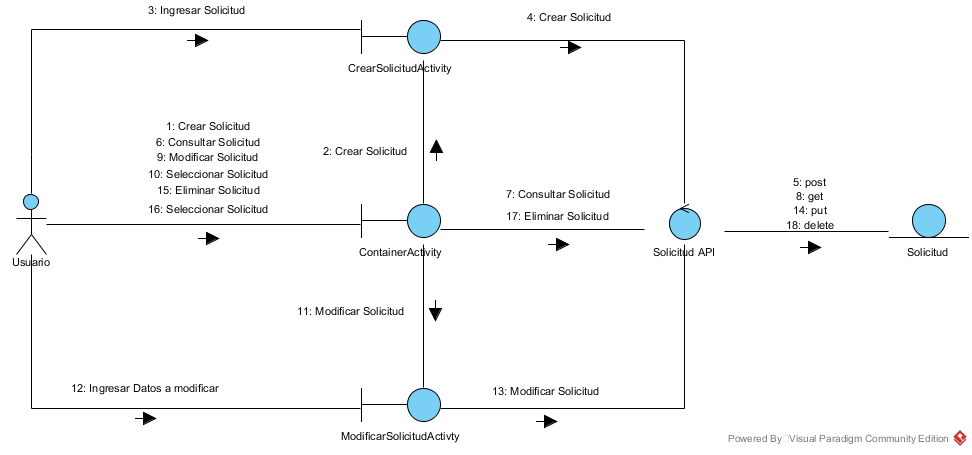 3: Ingresar Solicitud
4: Crear Solicitud
CrearSolicitudActivity
1: Crear Solicitud
6: Consultar Solicitud
9: Modificar Solicitud
10: Seleccionar Solicitud
15: Eliminar Solicitud
16: Seleccionar Solicitud
2: Crear Solicitud
7: Consultar Solicitud
17: Eliminar Solicitud
5: post
8: get
14: put
18: delete
Usuario
ContainerActivity
Solicitud API
Solicitud
11: Modificar Solicitud
12: Ingresar Datos a modificar
13: Modificar Solicitud
ModificarSolicitudActivty
Powered By Visual Paradigm Community Edition